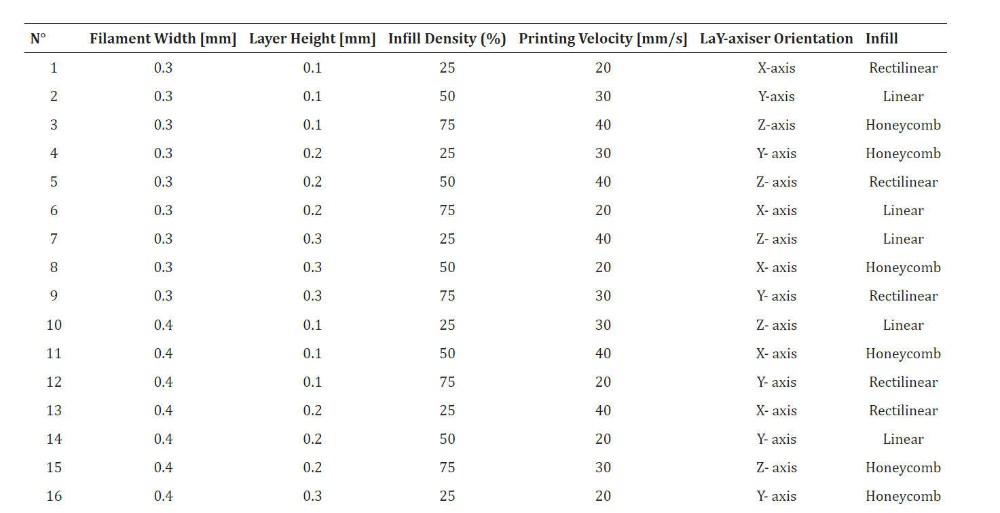 N° Filament Width [mm] Layer Height [mm] Infill Density (%) Printing Velocity [mm/s] LaY-axiser Orientation Infill
1 0.3 0.1 25 20 X-axis Rectilinear
2 0.3 0.1 50 30 Y-axis Linear
3 0.3 0.1 75 40 Z-axis Honeycomb
4 0.3 0.2 25 30 Y- axis Honeycomb
5 0.3 0.2 50 40 Z- axis Rectilinear
6 0.3 0.2 75 20 X- axis Linear
7 0.3 0.3 25 40 Z- axis Linear
8 0.3 0.3 50 20 X- axis Honeycomb
9 0.3 0.3 75 30 Y- axis Rectilinear
10 0.4 0.1 25 30 Z- axis Linear
11 0.4 0.1 50 40 X- axis Honeycomb
12 0.4 0.1 75 20 Y- axis Rectilinear
13 0.4 0.2 25 40 X- axis Rectilinear
14 0.4 0.2 50 20 Y- axis Linear
15 0.4 0.2 75 30 Z- axis Honeycomb
16 0.4 0.3 25 20 Y- axis Honeycomb